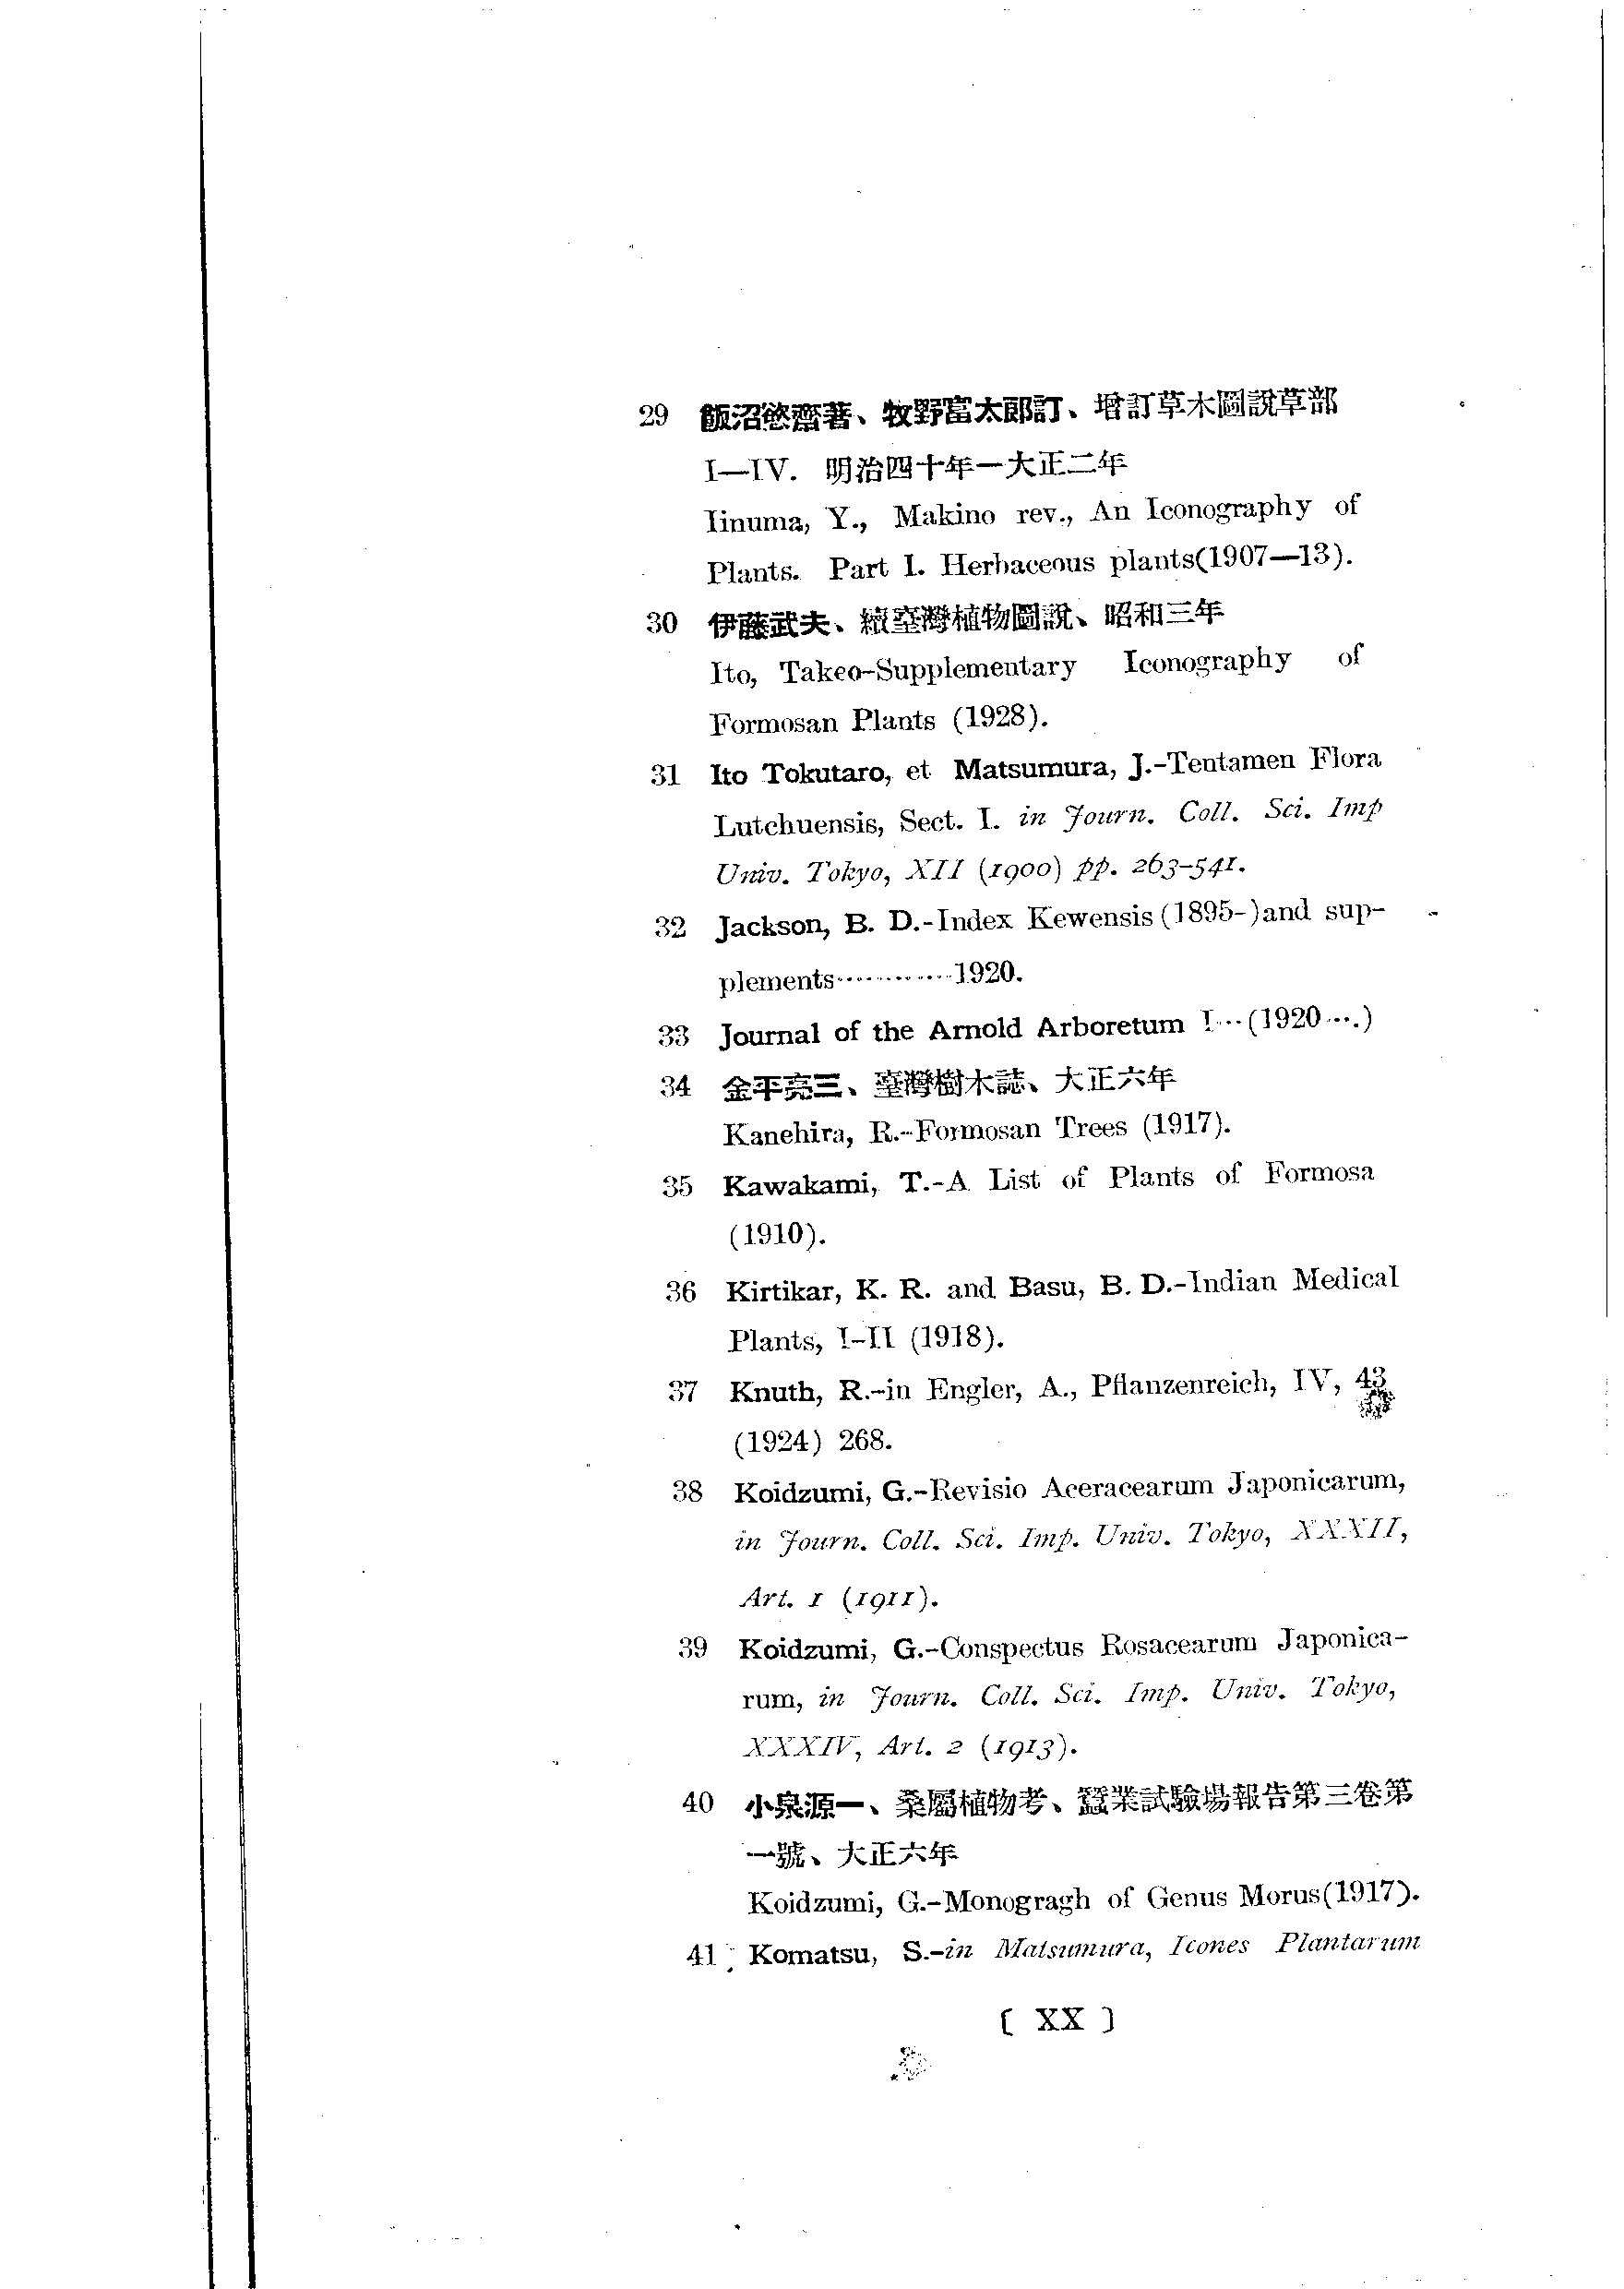 29 飯沼慾齋著、牧野富太郎訂、增訂草木圖說草部
I—IV. 明治四十年一大正二年
Iinuma, Y., Makino rev., An Iconography of
Plants. Part I. Herbaceous plants(1907—13).
30 伊藤武夫、續臺灣植物圖說、昭和三年
Ito, Takeo-Supplementary Iconography of
Formosan Plants (1928).
31 Ito Tokutaro, et Matsumura, J.-Tentamen Flora
Lutchuensis, Sect. I. in Journ. Coll. Sci. Imp
Univ. Tokyo, XII (1900) pp. 263-541.
32 Jackson, B. D.-Index Kewensis (1895-)and sup-
plements············1920.
33 Journal of the Arnold Arboretum I···(1920····)
34 金平亮三、臺灣樹木誌、大正六年
Kanehira, R.-Formosan Trees (1917).
35 Kawakami, T.-A List of Plants of Formosa
(1910).
36 Kirtikar, K. R. and Basu, B. D.-Indian Medical
Plants, I-II (1918).
37 Knuth, R.-in Engler, A., Pflanzenreich, IV, 43
(1924) 268.
38 Koidzumi, G.-Revisio Aceracearum Japonicarum,
in Journ. Coll. Sci. Imp. Univ. Tokyo, XXXII,
Art. 1 (1911).
39 Koidzumi, G.-Conspectus Rosacearum Japonica-
rum, in Journ. Coll. Sci. Imp. Univ. Tokyo,
XXXIV, Art. 2 (1913).
40 小泉源一、桑屬植物考、蠶業試驗場報告第三卷第
一號、大正六年
Koidzumi, G.-Monogragh of Genus Morus(1917).
41 Komatsu, S.-in Matsumura, Icones Plantarum
( XX )